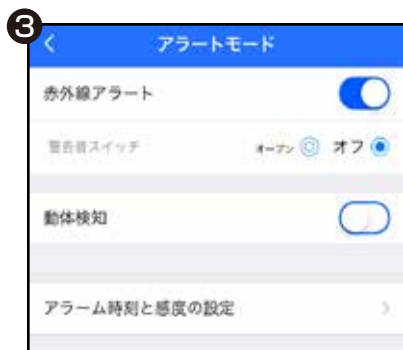 3
アラートモード
赤外線アラート
警告音スイッチ オープン オフ
動体検知
アラーム時刻と感度の設定